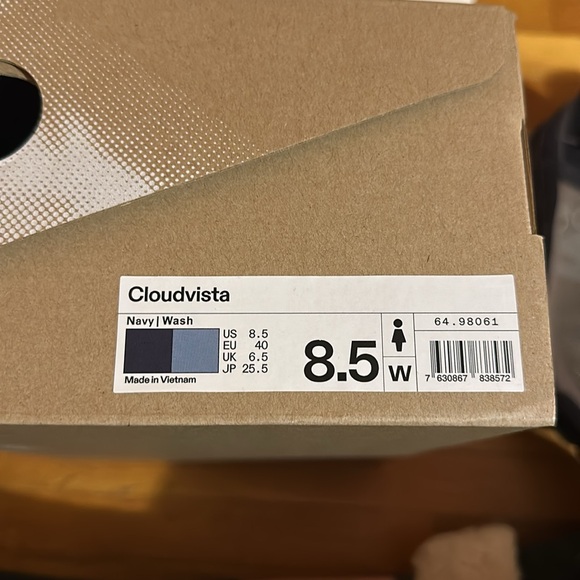 Cloudvista
Navy | Wash
US 8.5
EU 40
UK 6.5
JP 25.5
Made in Vietnam
8.5
W
64.98061
7 630867 838572